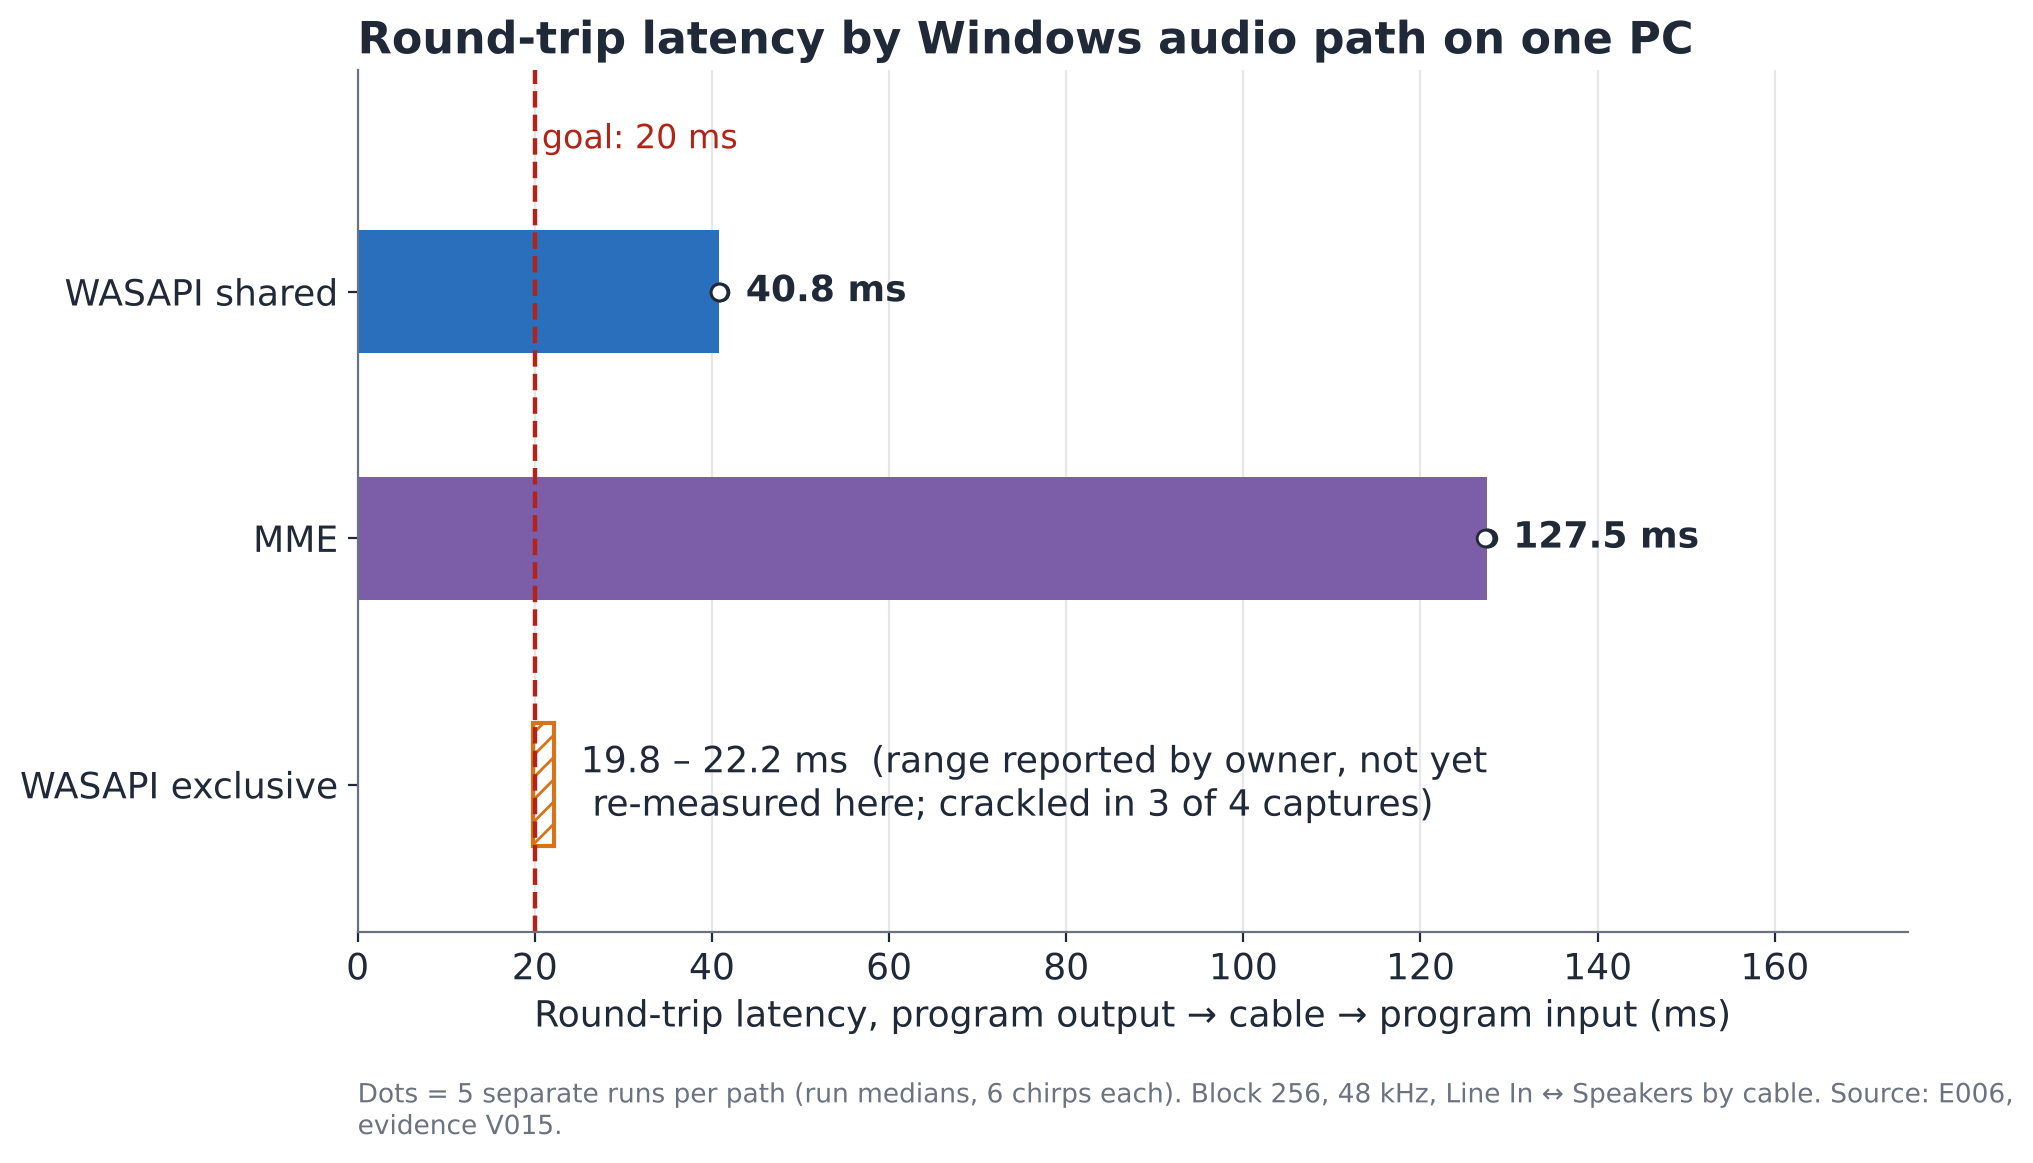 Round-trip latency by Windows audio path on one PC
goal: 20 ms
WASAPI shared
40.8 ms
MME
127.5 ms
WASAPI exclusive
19.8 – 22.2 ms  (range reported by owner, not yet
re-measured here; crackled in 3 of 4 captures)
0 20 40 60 80 100 120 140 160
Round-trip latency, program output → cable → program input (ms)
Dots = 5 separate runs per path (run medians, 6 chirps each). Block 256, 48 kHz, Line In ↔ Speakers by cable. Source: E006,
evidence V015.